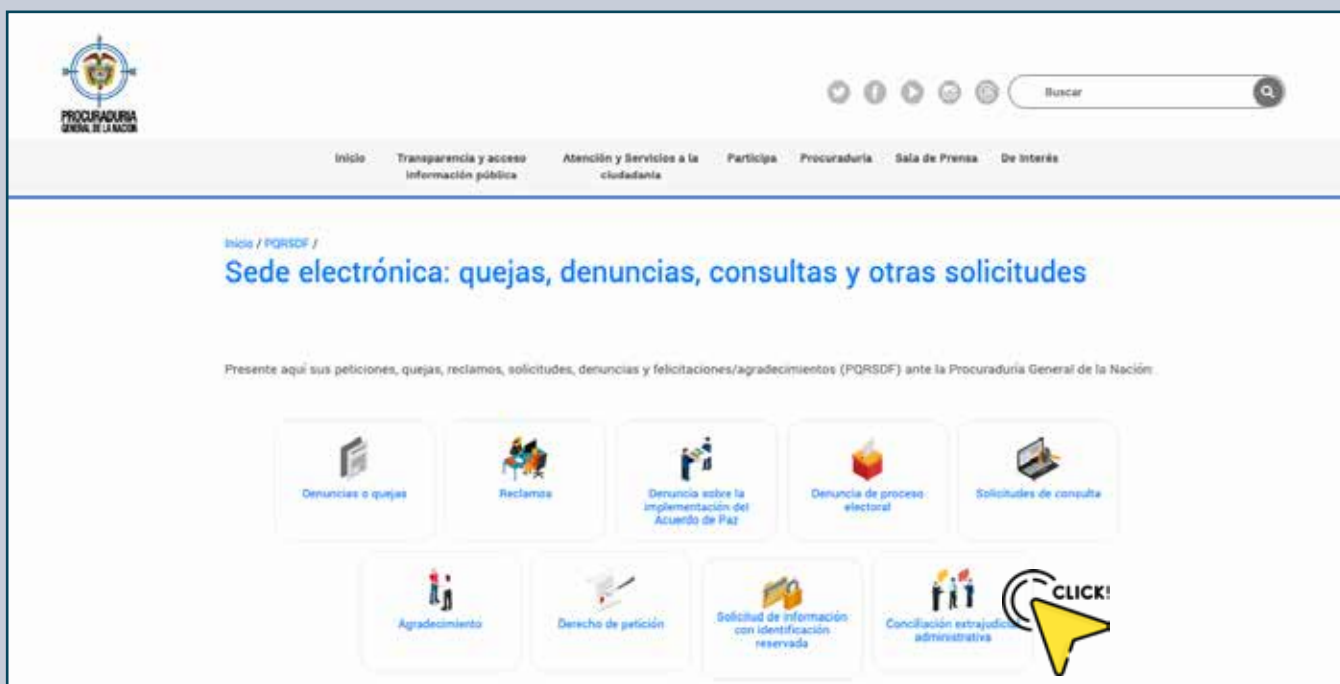 PROCURADURIA
GENERAL DE LA NACION
Buscar
Inicio
Transparencia y acceso
información pública
Atención y Servicios a la
ciudadanía
Participa
Procuraduría
Sala de Prensa
De Interés
Inicio / PQRSDF /
Sede electrónica: quejas, denuncias, consultas y otras solicitudes
Presente aquí sus peticiones, quejas, reclamos, solicitudes, denuncias y felicitaciones/agradecimientos (PQRSDF) ante la Procuraduría General de la Nación:
Denuncias o quejas
Reclamos
Denuncia sobre la
implementación del
Acuerdo de Paz
Denuncia de proceso
electoral
Solicitudes de consulta
Agradecimiento
Derecho de petición
Solicitud de información
con identificación
reservada
Conciliación extrajudic
administrativa
CLICK!